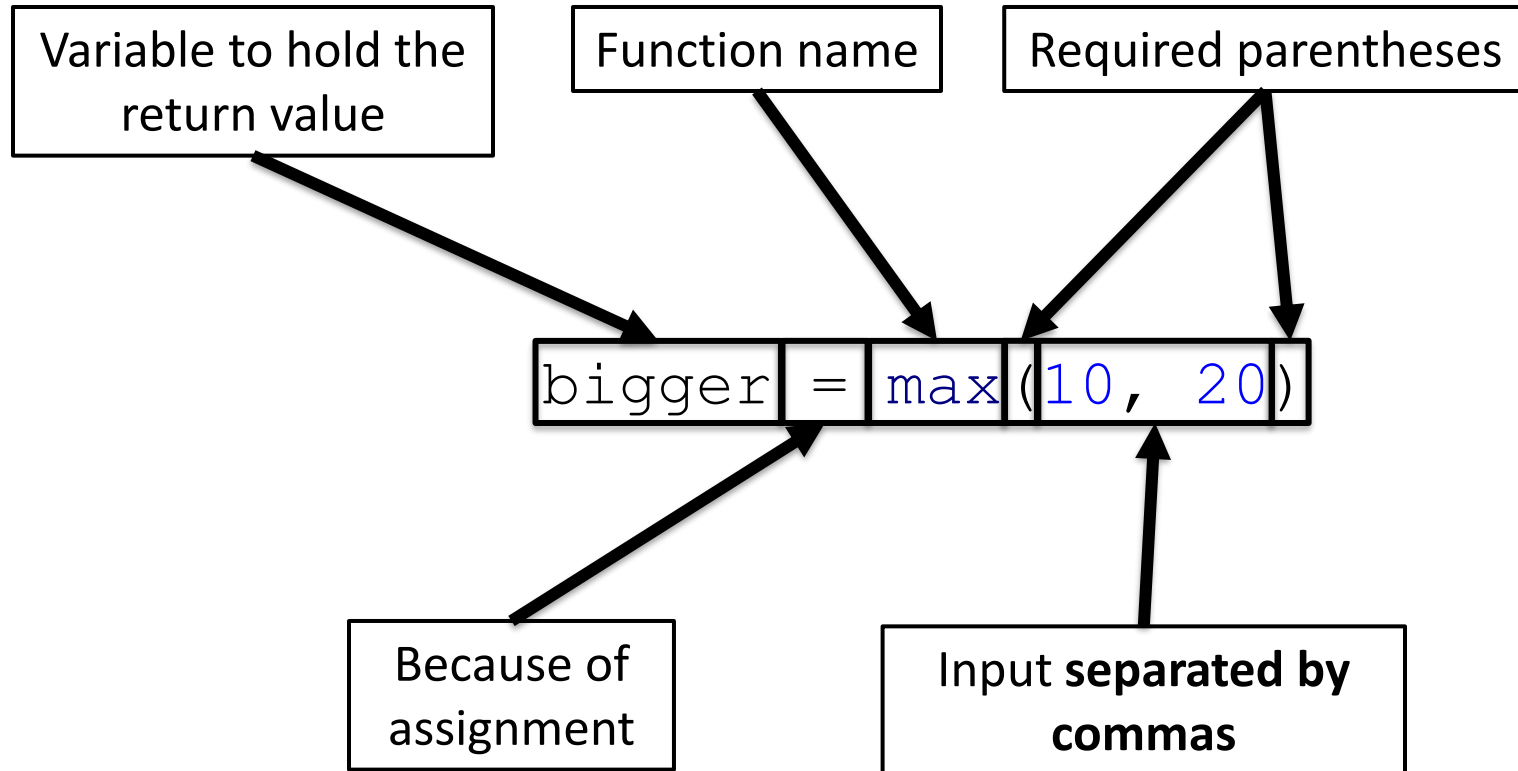 Variable to hold the
return value
Function name
Required parentheses
bigger = max(10, 20)
Because of
assignment
Input separated by
commas